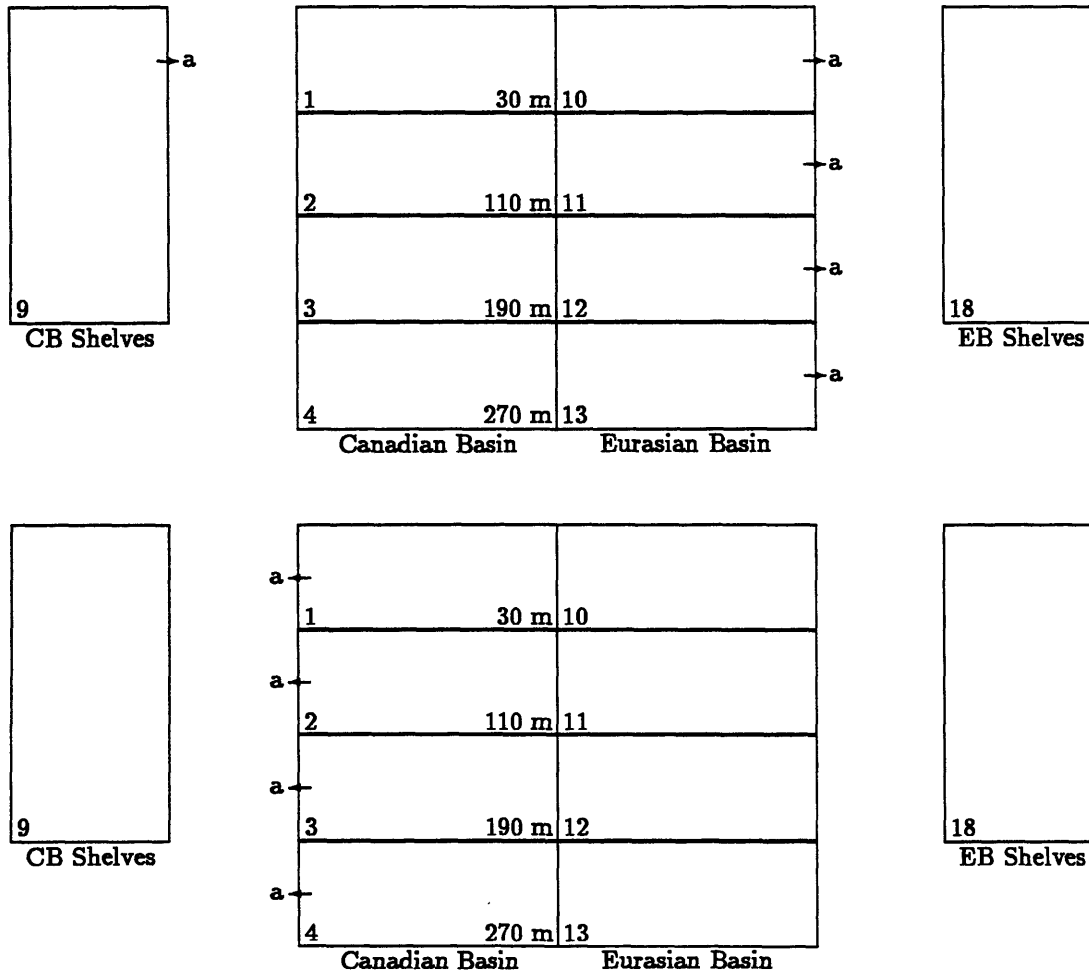 a a
1 30 m 10
a
2 110 m 11
a
9 3 190 m 12 18
CB Shelves EB Shelves
a
4 270 m 13
Canadian Basin Eurasian Basin
a
1 30 m 10
a
2 110 m 11
a
9 3 190 m 12 18
CB Shelves EB Shelves
a
4 270 m 13
Canadian Basin Eurasian Basin